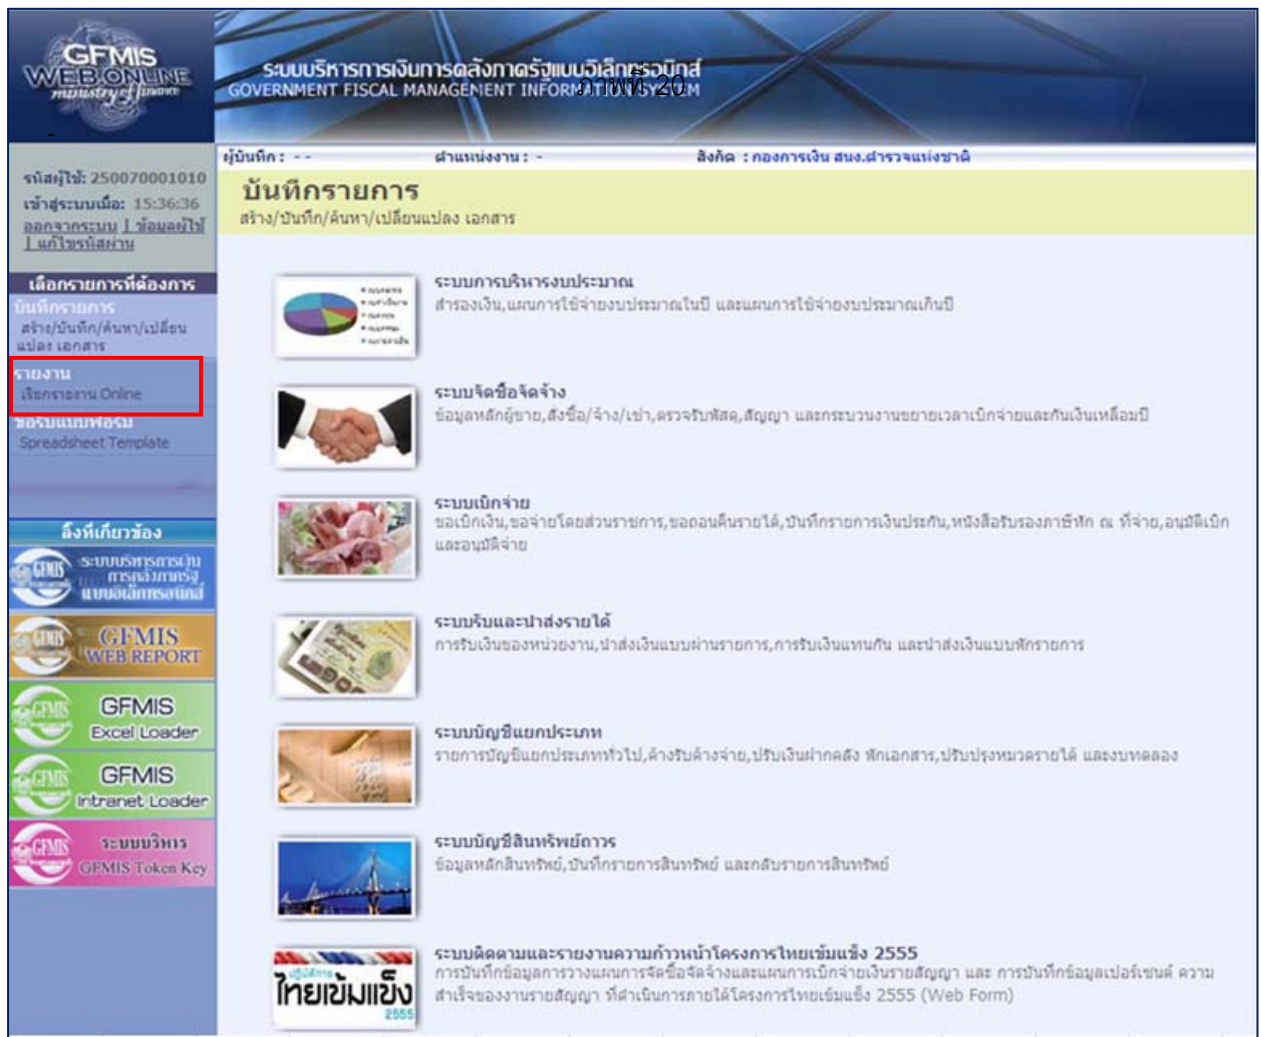 GFMIS
WEB ONLINE
ministry of finance
ระบบบริหารการเงินการคลังภาครัฐแบบอิเล็กทรอนิกส์
GOVERNMENT FISCAL MANAGEMENT INFORMATION SYSTEM
ภาพที่ 20
ผู้บันทึก : - - ตำแหน่งงาน : - สังกัด : กองการเงิน สนง.ตำรวจแห่งชาติ
รหัสผู้ใช้: 250070001010
เข้าสู่ระบบเมื่อ: 15:36:36
ออกจากระบบ | ข้อมูลผู้ใช้
| แก้ไขรหัสผ่าน
บันทึกรายการ
สร้าง/บันทึก/ค้นหา/เปลี่ยนแปลง เอกสาร
เลือกรายการที่ต้องการ
บันทึกรายการ
สร้าง/บันทึก/ค้นหา/เปลี่ยน
แปลง เอกสาร
รายงาน
เรียกรายงาน Online
ขอรับแบบฟอร์ม
Spreadsheet Template
ลิ้งที่เกี่ยวข้อง
GFMIS ระบบบริหารการเงิน
การคลังภาครัฐ
แบบอิเล็กทรอนิกส์
GFMIS GFMIS
WEB REPORT
GFMIS GFMIS
Excel Loader
GFMIS GFMIS
Intranet Loader
GFMIS ระบบบริหาร
GFMIS Token Key
ระบบการบริหารงบประมาณ
สำรองเงิน,แผนการใช้จ่ายงบประมาณในปี และแผนการใช้จ่ายงบประมาณเกินปี
ระบบจัดซื้อจัดจ้าง
ข้อมูลหลักผู้ขาย,สั่งซื้อ/จ้าง/เช่า,ตรวจรับพัสดุ,สัญญา และกระบวนงานขยายเวลาเบิกจ่ายและกันเงินเหลื่อมปี
ระบบเบิกจ่าย
ขอเบิกเงิน,ขอจ่ายโดยส่วนราชการ,ขอถอนคืนรายได้,บันทึกรายการเงินประกัน,หนังสือรับรองภาษีหัก ณ ที่จ่าย,อนุมัติเบิก
และอนุมัติจ่าย
ระบบรับและนำส่งรายได้
การรับเงินของหน่วยงาน,นำส่งเงินแบบผ่านรายการ,การรับเงินแทนกัน และนำส่งเงินแบบพักรายการ
ระบบบัญชีแยกประเภท
รายการบัญชีแยกประเภททั่วไป,ค้างรับค้างจ่าย,ปรับเงินฝากคลัง พักเอกสาร,ปรับปรุงหมวดรายได้ และงบทดลอง
ระบบบัญชีสินทรัพย์ถาวร
ข้อมูลหลักสินทรัพย์,บันทึกรายการสินทรัพย์ และกลับรายการสินทรัพย์
ปฏิบัติการ
ไทยเข้มแข็ง
2555
ระบบติดตามและรายงานความก้าวหน้าโครงการไทยเข้มแข็ง 2555
การบันทึกข้อมูลการวางแผนการจัดซื้อจัดจ้างและแผนการเบิกจ่ายเงินรายสัญญา และ การบันทึกข้อมูลเปอร์เซนต์ ความ
สำเร็จของงานรายสัญญา ที่ดำเนินการภายใต้โครงการไทยเข้มแข็ง 2555 (Web Form)